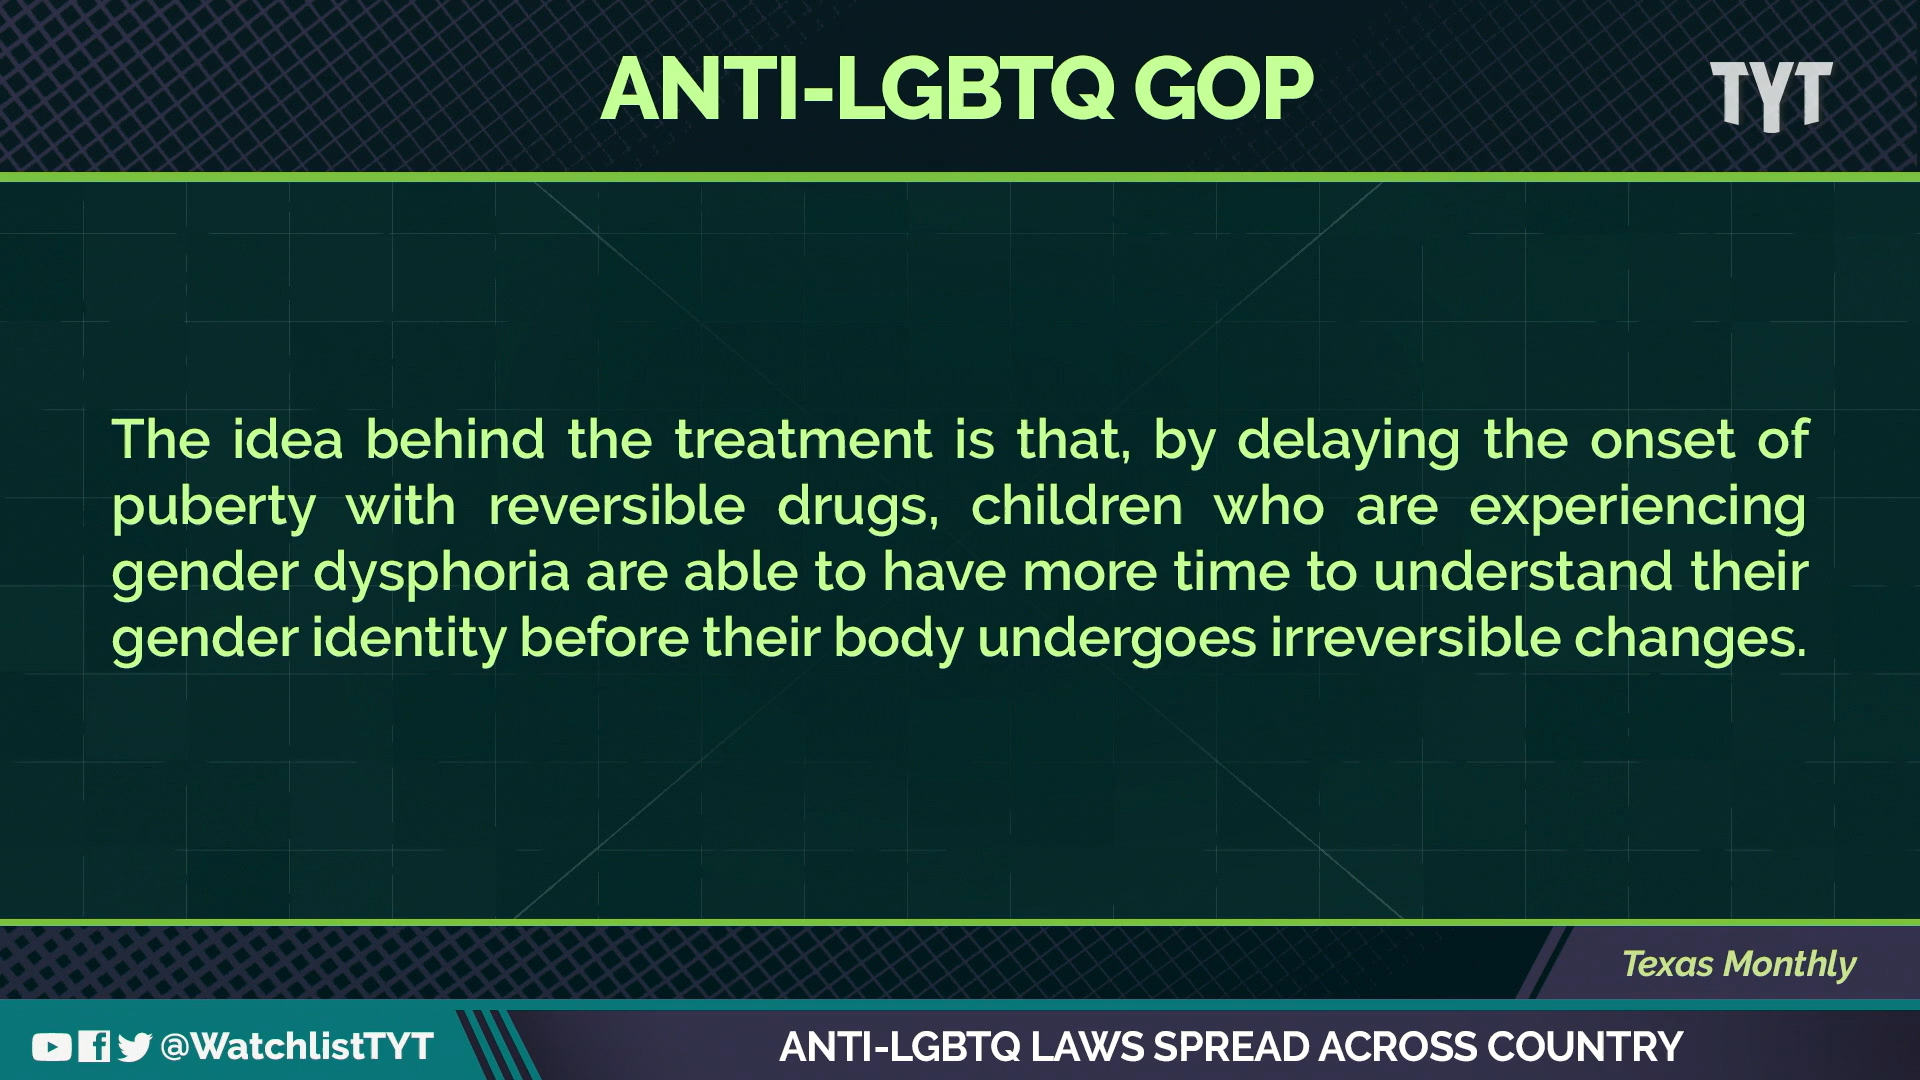 ANTI-LGBTQ GOP
TYT
The idea behind the treatment is that, by delaying the onset of
puberty with reversible drugs, children who are experiencing
gender dysphoria are able to have more time to understand their
gender identity before their body undergoes irreversible changes.
Texas Monthly
@WatchlistTYT
ANTI-LGBTQ LAWS SPREAD ACROSS COUNTRY